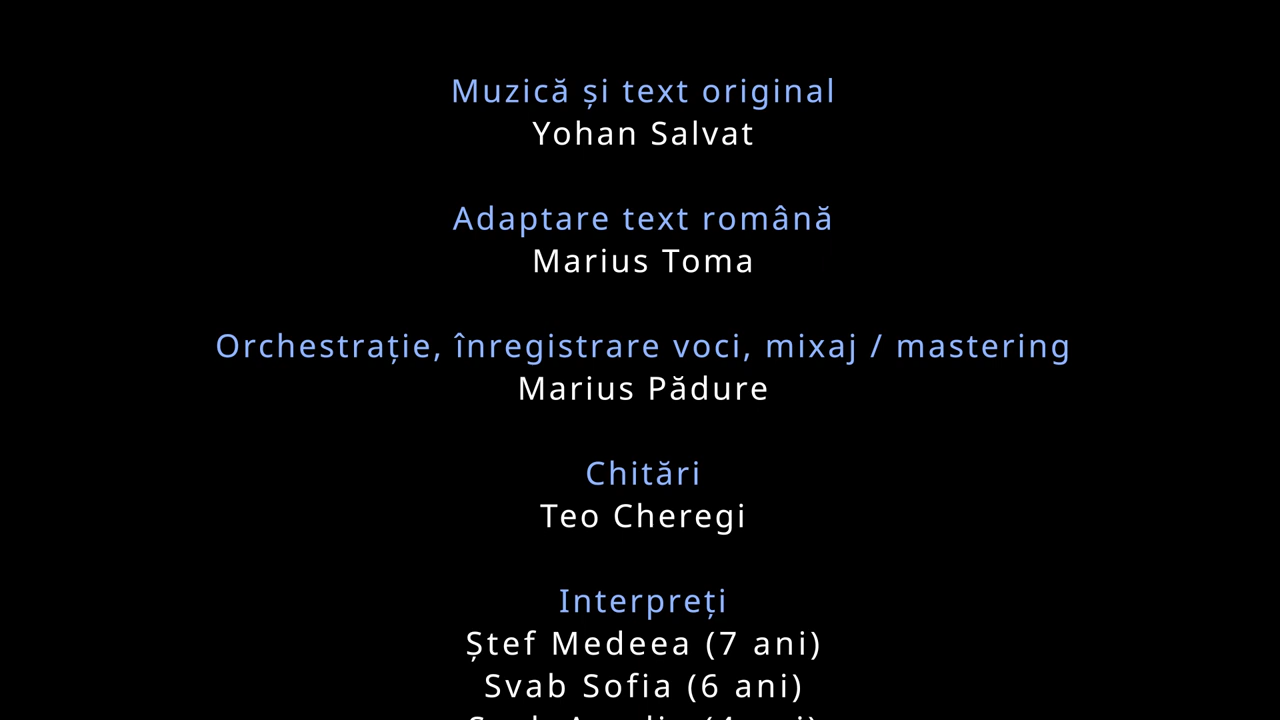 Muzică și text original
Yohan Salvat
Adaptare text română
Marius Toma
Orchestrație, înregistrare voci, mixaj / mastering
Marius Pădure
Chitări
Teo Cheregi
Interpreți
Ștef Medeea (7 ani)
Svab Sofia (6 ani)